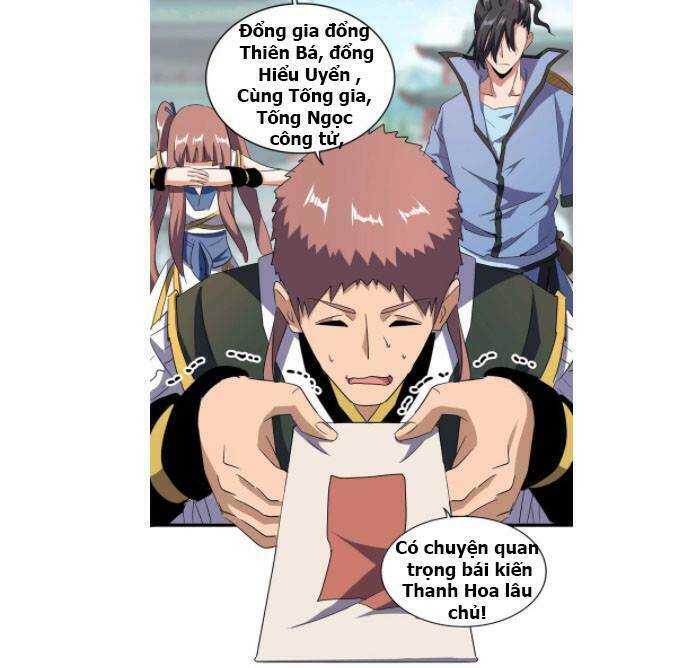 Đổng gia đổng
Thiên Bá, đổng
Hiểu Uyển ,
Cùng Tống gia,
Tống Ngọc
công tử,
Có chuyện quan
trọng bái kiến
Thanh Hoa lâu
chủ!